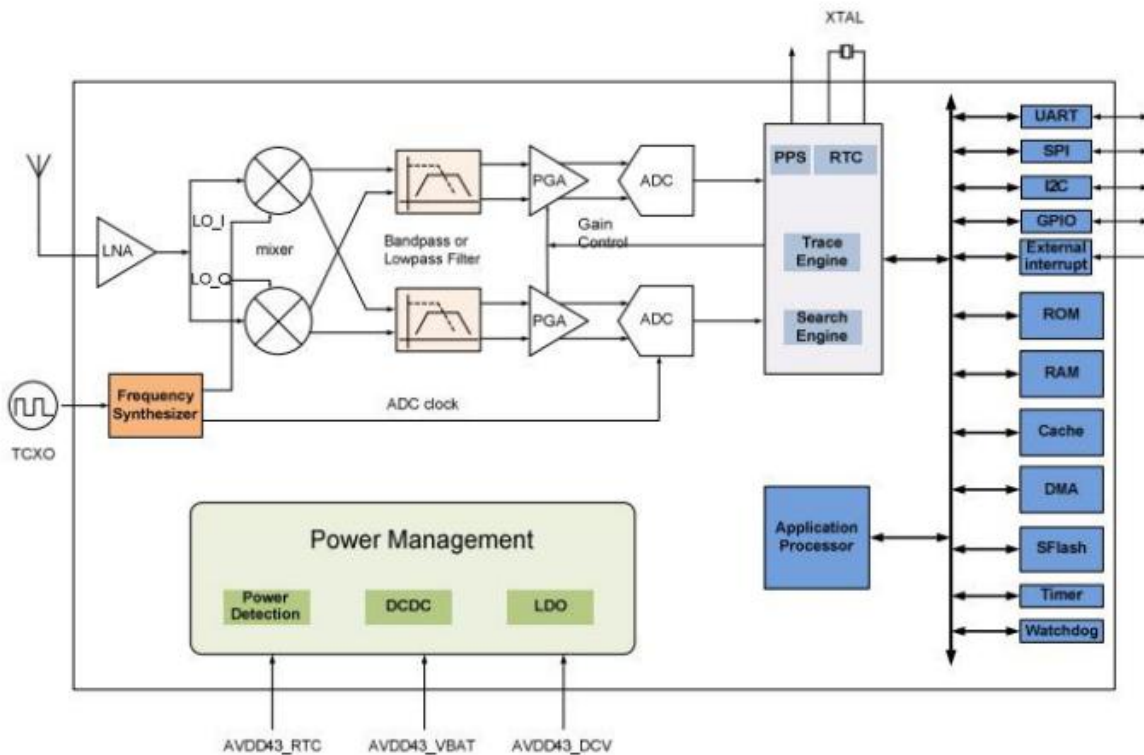 XTAL
UART
SPI
I2C
GPIO
External
interrupt
ROM
RAM
Cache
DMA
SFlash
Timer
Watchdog
PPS
RTC
Trace
Engine
Search
Engine
LNA
LO_I
LO_Q
mixer
Bandpass or
Lowpass Filter
PGA
ADC
Gain
Control
PGA
ADC
Frequency
Synthesizer
ADC clock
TCXO
Application
Processor
Power Management
Power
Detection
DCDC
LDO
AVDD43_RTC
AVDD43_VBAT
AVDD43_DCV